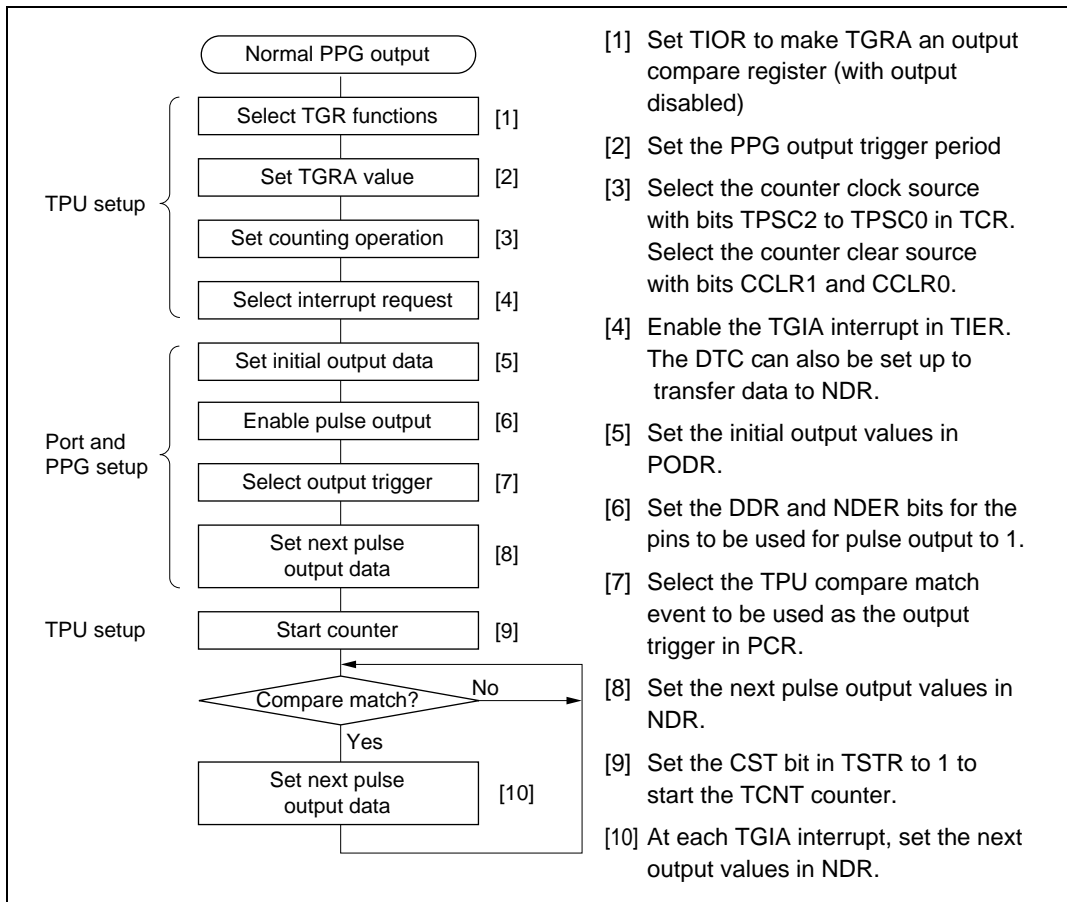 Normal PPG output
Select TGR functions [1]
Set TGRA value [2]
TPU setup
Set counting operation [3]
Select interrupt request [4]
Set initial output data [5]
Enable pulse output [6]
Port and
PPG setup
Select output trigger [7]
Set next pulse
output data
[8]
TPU setup
Start counter [9]
Compare match?
No
Yes
Set next pulse
output data
[10]
[1] Set TIOR to make TGRA an output
compare register (with output
disabled)
[2] Set the PPG output trigger period
[3] Select the counter clock source
with bits TPSC2 to TPSC0 in TCR.
Select the counter clear source
with bits CCLR1 and CCLR0.
[4] Enable the TGIA interrupt in TIER.
The DTC can also be set up to
transfer data to NDR.
[5] Set the initial output values in
PODR.
[6] Set the DDR and NDER bits for the
pins to be used for pulse output to 1.
[7] Select the TPU compare match
event to be used as the output
trigger in PCR.
[8] Set the next pulse output values in
NDR.
[9] Set the CST bit in TSTR to 1 to
start the TCNT counter.
[10] At each TGIA interrupt, set the next
output values in NDR.